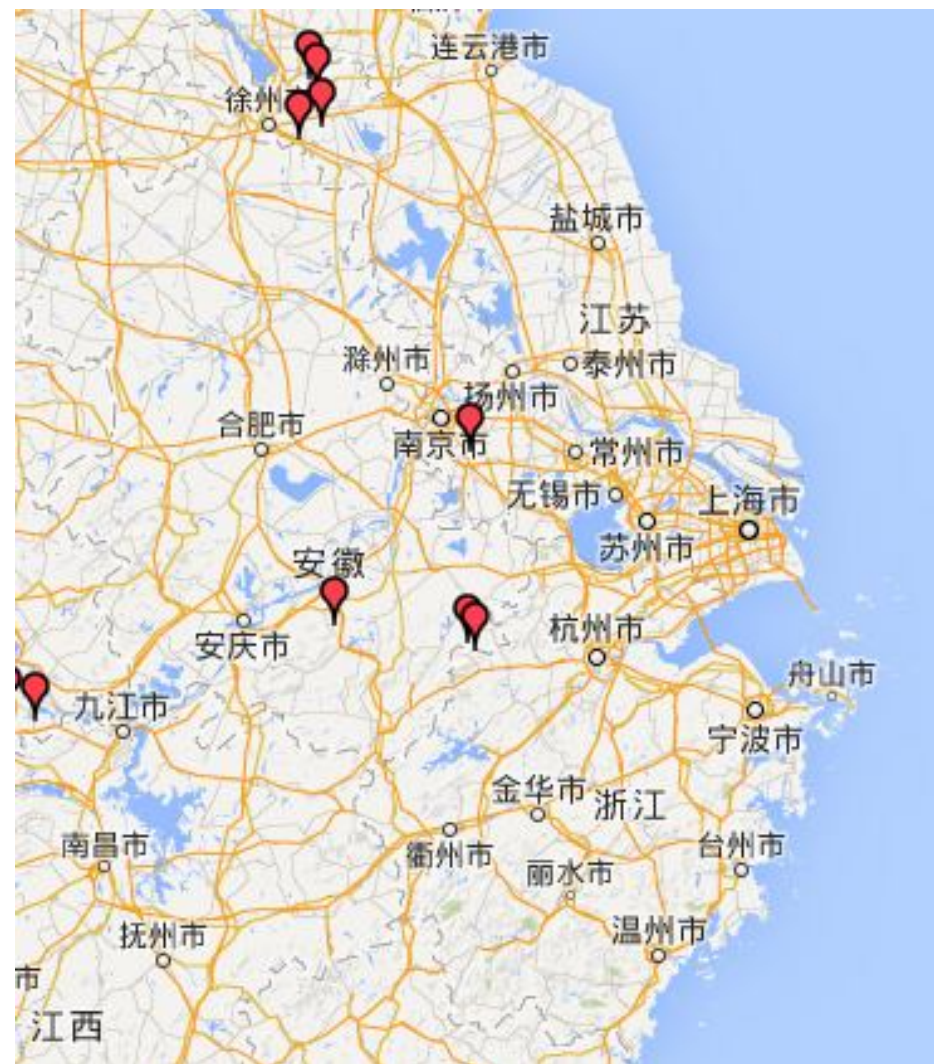 连云港市
徐州市
盐城市
江苏
滁州市
泰州市
扬州市
合肥市
南京市
常州市
无锡市
上海市
苏州市
安徽
杭州市
安庆市
舟山市
九江市
宁波市
金华市
浙江
南昌市
衢州市
台州市
丽水市
抚州市
温州市
市
江西